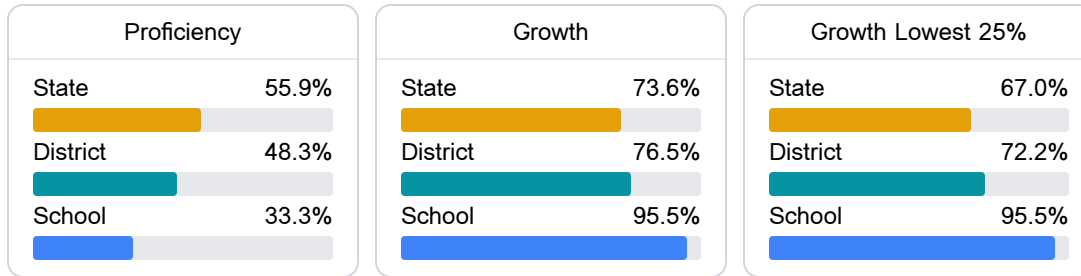 Proficiency
State 55.9%
District 48.3%
School 33.3%
Growth
State 73.6%
District 76.5%
School 95.5%
Growth Lowest 25%
State 67.0%
District 72.2%
School 95.5%